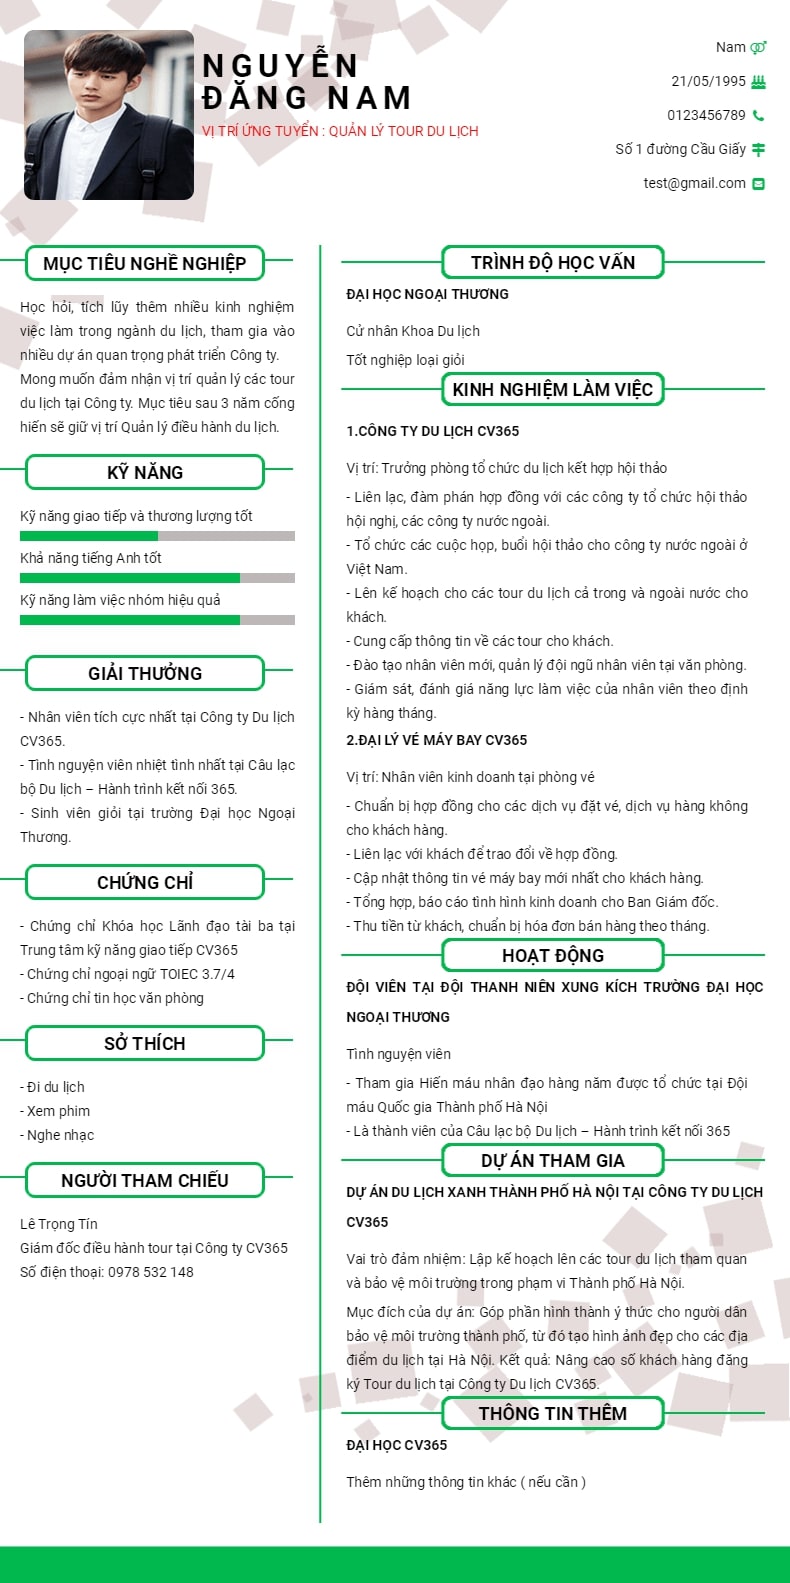 NGUYỄN
ĐĂNG NAM
VỊ TRÍ ỨNG TUYỂN : QUẢN LÝ TOUR DU LỊCH
Nam
21/05/1995
0123456789
Số 1 đường Cầu Giấy
test@gmail.com
MỤC TIÊU NGHỀ NGHIỆP
Học hỏi, tích lũy thêm nhiều kinh nghiệm
việc làm trong ngành du lịch, tham gia vào
nhiều dự án quan trọng phát triển Công ty.
Mong muốn đảm nhận vị trí quản lý các tour
du lịch tại Công ty. Mục tiêu sau 3 năm cống
hiến sẽ giữ vị trí Quản lý điều hành du lịch.
KỸ NĂNG
Kỹ năng giao tiếp và thương lượng tốt
Khả năng tiếng Anh tốt
Kỹ năng làm việc nhóm hiệu quả
GIẢI THƯỞNG
- Nhân viên tích cực nhất tại Công ty Du lịch
CV365.
- Tình nguyện viên nhiệt tình nhất tại Câu lạc
bộ Du lịch – Hành trình kết nối 365.
- Sinh viên giỏi tại trường Đại học Ngoại
Thương.
CHỨNG CHỈ
- Chứng chỉ Khóa học Lãnh đạo tài ba tại
Trung tâm kỹ năng giao tiếp CV365
- Chứng chỉ ngoại ngữ TOIEC 3.7/4
- Chứng chỉ tin học văn phòng
SỞ THÍCH
- Đi du lịch
- Xem phim
- Nghe nhạc
NGƯỜI THAM CHIẾU
Lê Trọng Tín
Giám đốc điều hành tour tại Công ty CV365
Số điện thoại: 0978 532 148
TRÌNH ĐỘ HỌC VẤN
ĐẠI HỌC NGOẠI THƯƠNG
Cử nhân Khoa Du lịch
Tốt nghiệp loại giỏi
KINH NGHIỆM LÀM VIỆC
1.CÔNG TY DU LỊCH CV365
Vị trí: Trưởng phòng tổ chức du lịch kết hợp hội thảo
- Liên lạc, đàm phán hợp đồng với các công ty tổ chức hội thảo
hội nghị, các công ty nước ngoài.
- Tổ chức các cuộc họp, buổi hội thảo cho công ty nước ngoài ở
Việt Nam.
- Lên kế hoạch cho các tour du lịch cả trong và ngoài nước cho
khách.
- Cung cấp thông tin về các tour cho khách.
- Đào tạo nhân viên mới, quản lý đội ngũ nhân viên tại văn phòng.
- Giám sát, đánh giá năng lực làm việc của nhân viên theo định
kỳ hàng tháng.
2.ĐẠI LÝ VÉ MÁY BAY CV365
Vị trí: Nhân viên kinh doanh tại phòng vé
- Chuẩn bị hợp đồng cho các dịch vụ đặt vé, dịch vụ hàng không
cho khách hàng.
- Liên lạc với khách để trao đổi về hợp đồng.
- Cập nhật thông tin vé máy bay mới nhất cho khách hàng.
- Tổng hợp, báo cáo tình hình kinh doanh cho Ban Giám đốc.
- Thu tiền từ khách, chuẩn bị hóa đơn bán hàng theo tháng.
HOẠT ĐỘNG
ĐỘI VIÊN TẠI ĐỘI THANH NIÊN XUNG KÍCH TRƯỜNG ĐẠI HỌC
NGOẠI THƯƠNG
Tình nguyện viên
- Tham gia Hiến máu nhân đạo hàng năm được tổ chức tại Đội
máu Quốc gia Thành phố Hà Nội
- Là thành viên của Câu lạc bộ Du lịch – Hành trình kết nối 365
DỰ ÁN THAM GIA
DỰ ÁN DU LỊCH XANH THÀNH PHỐ HÀ NỘI TẠI CÔNG TY DU LỊCH
CV365
Vai trò đảm nhiệm: Lập kế hoạch lên các tour du lịch tham quan
và bảo vệ môi trường trong phạm vi Thành phố Hà Nội.
Mục đích của dự án: Góp phần hình thành ý thức cho người dân
bảo vệ môi trường thành phố, từ đó tạo hình ảnh đẹp cho các địa
điểm du lịch tại Hà Nội. Kết quả: Nâng cao số khách hàng đăng
ký Tour du lịch tại Công ty Du lịch CV365.
THÔNG TIN THÊM
ĐẠI HỌC CV365
Thêm những thông tin khác ( nếu cần )